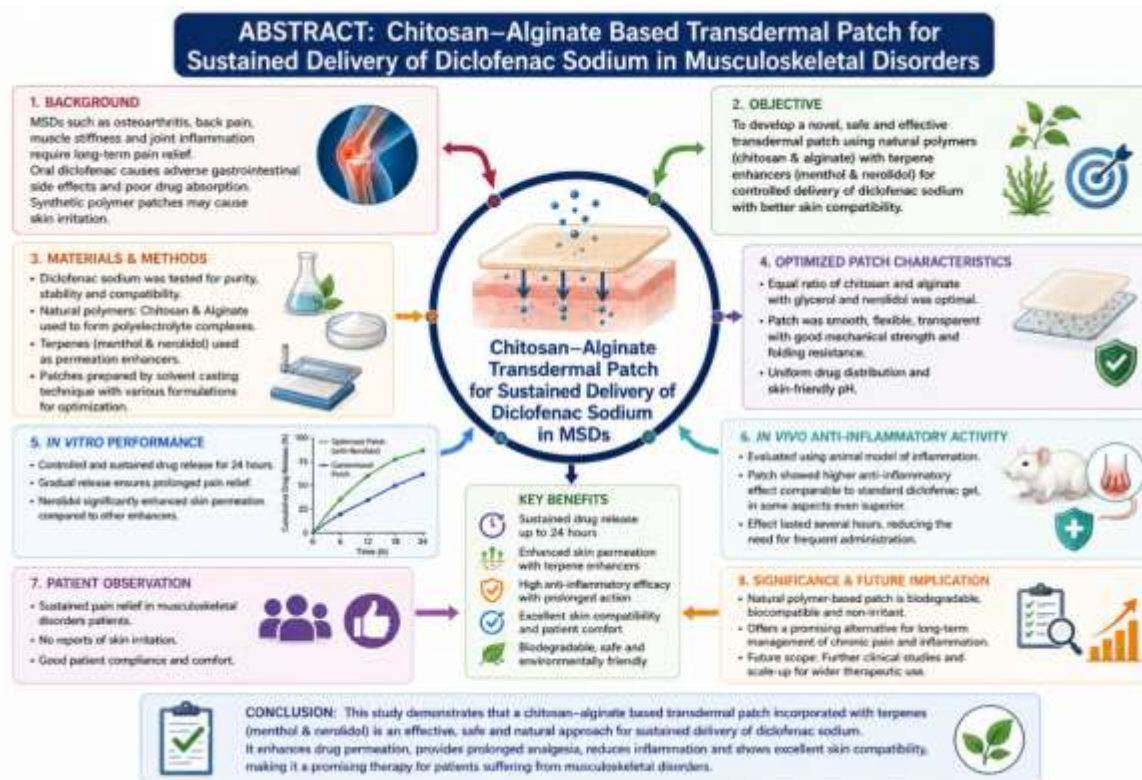 ABSTRACT: Chitosan–Alginate Based Transdermal Patch for
Sustained Delivery of Diclofenac Sodium in Musculoskeletal Disorders
1. BACKGROUND
MSDs such as osteoarthritis, back pain,
muscle stiffness and joint inflammation
require long-term pain relief.
Oral diclofenac causes adverse gastrointestinal
side effects and poor drug absorption.
Synthetic polymer patches may cause
skin irritation.
2. OBJECTIVE
To develop a novel, safe and effective
transdermal patch using natural polymers
(chitosan & alginate) with terpene
enhancers (menthol & nerolidol) for
controlled delivery of diclofenac sodium
with better skin compatibility.
3. MATERIALS & METHODS
• Diclofenac sodium was tested for purity,
stability and compatibility.
• Natural polymers: Chitosan & Alginate
used to form polyelectrolyte complexes.
• Terpenes (menthol & nerolidol) used
as permeation enhancers.
• Patches prepared by solvent casting
technique with various formulations
for optimization.
Chitosan–Alginate
Transdermal Patch
for Sustained Delivery of
Diclofenac Sodium
in MSDs
4. OPTIMIZED PATCH CHARACTERISTICS
• Equal ratio of chitosan and alginate
with glycerol and nerolidol was optimal.
• Patch was smooth, flexible, transparent
with good mechanical strength and
folding resistance.
• Uniform drug distribution and
skin-friendly pH.
5. IN VITRO PERFORMANCE
• Controlled and sustained drug release for 24 hours.
• Gradual release ensures prolonged pain relief.
• Nerolidol significantly enhanced skin permeation
compared to other enhancers.
Cumulative Drug Release (%)
100
75
50
25
0
Optimized Patch
(with Nerolidol)
Conventional
Patch
0 6 12 18 24
Time (h)
6. IN VIVO ANTI-INFLAMMATORY ACTIVITY
• Evaluated using animal model of inflammation.
• Patch showed higher anti-inflammatory
effect comparable to standard diclofenac gel,
in some aspects even superior.
• Effect lasted several hours, reducing the
need for frequent administration.
KEY BENEFITS
Sustained drug release
up to 24 hours
Enhanced skin permeation
with terpene enhancers
High anti-inflammatory efficacy
with prolonged action
Excellent skin compatibility
and patient comfort
Biodegradable, safe and
environmentally friendly
7. PATIENT OBSERVATION
• Sustained pain relief in musculoskeletal
disorders patients.
• No reports of skin irritation.
• Good patient compliance and comfort.
8. SIGNIFICANCE & FUTURE IMPLICATION
• Natural polymer-based patch is biodegradable,
biocompatible and non-irritant.
• Offers a promising alternative for long-term
management of chronic pain and inflammation.
• Future scope: Further clinical studies and
scale-up for wider therapeutic use.
CONCLUSION: This study demonstrates that a chitosan–alginate based transdermal patch incorporated with terpenes
(menthol & nerolidol) is an effective, safe and natural approach for sustained delivery of diclofenac sodium.
It enhances drug permeation, provides prolonged analgesia, reduces inflammation and shows excellent skin compatibility,
making it a promising therapy for patients suffering from musculoskeletal disorders.